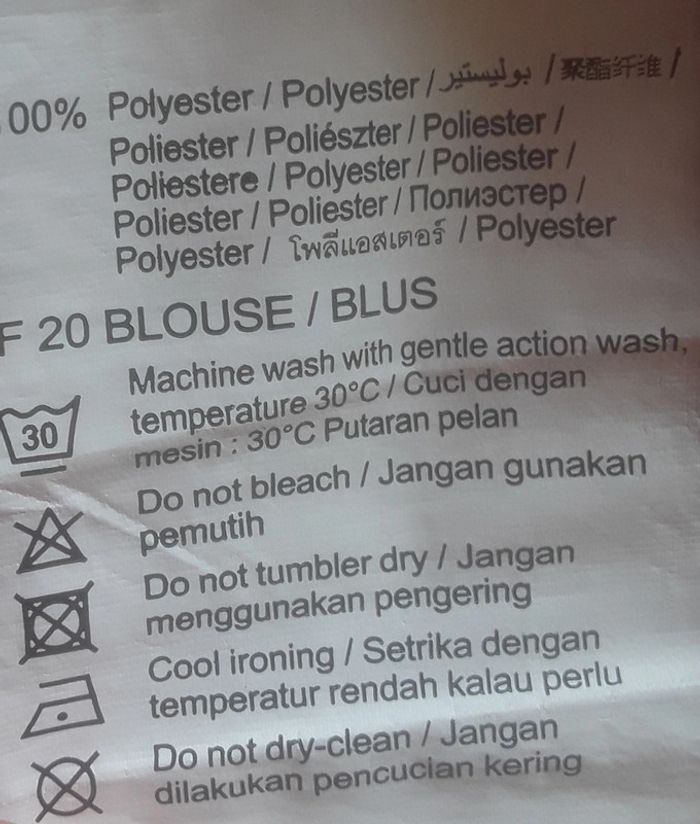 00% Polyester / Polyester / بوليستير / 聚酯纤维 /
Poliester / Poliészter / Poliester /
Poliestere / Polyester / Poliester /
Poliester / Poliester / Полиэстер /
Polyester / โพลีแอสเตอร์ / Polyester
F 20 BLOUSE / BLUS
Machine wash with gentle action wash,
temperature 30°C / Cuci dengan
mesin : 30°C Putaran pelan
30
Do not bleach / Jangan gunakan
pemutih
Do not tumbler dry / Jangan
menggunakan pengering
Cool ironing / Setrika dengan
temperatur rendah kalau perlu
Do not dry-clean / Jangan
dilakukan pencucian kering